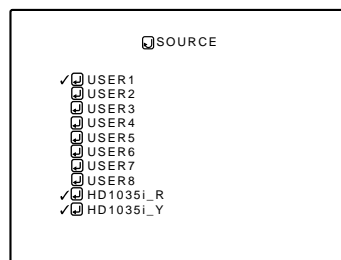 SOURCE
✓ USER1
USER2
USER3
USER4
USER5
USER6
USER7
USER8
✓ HD1035i_R
✓ HD1035i_Y